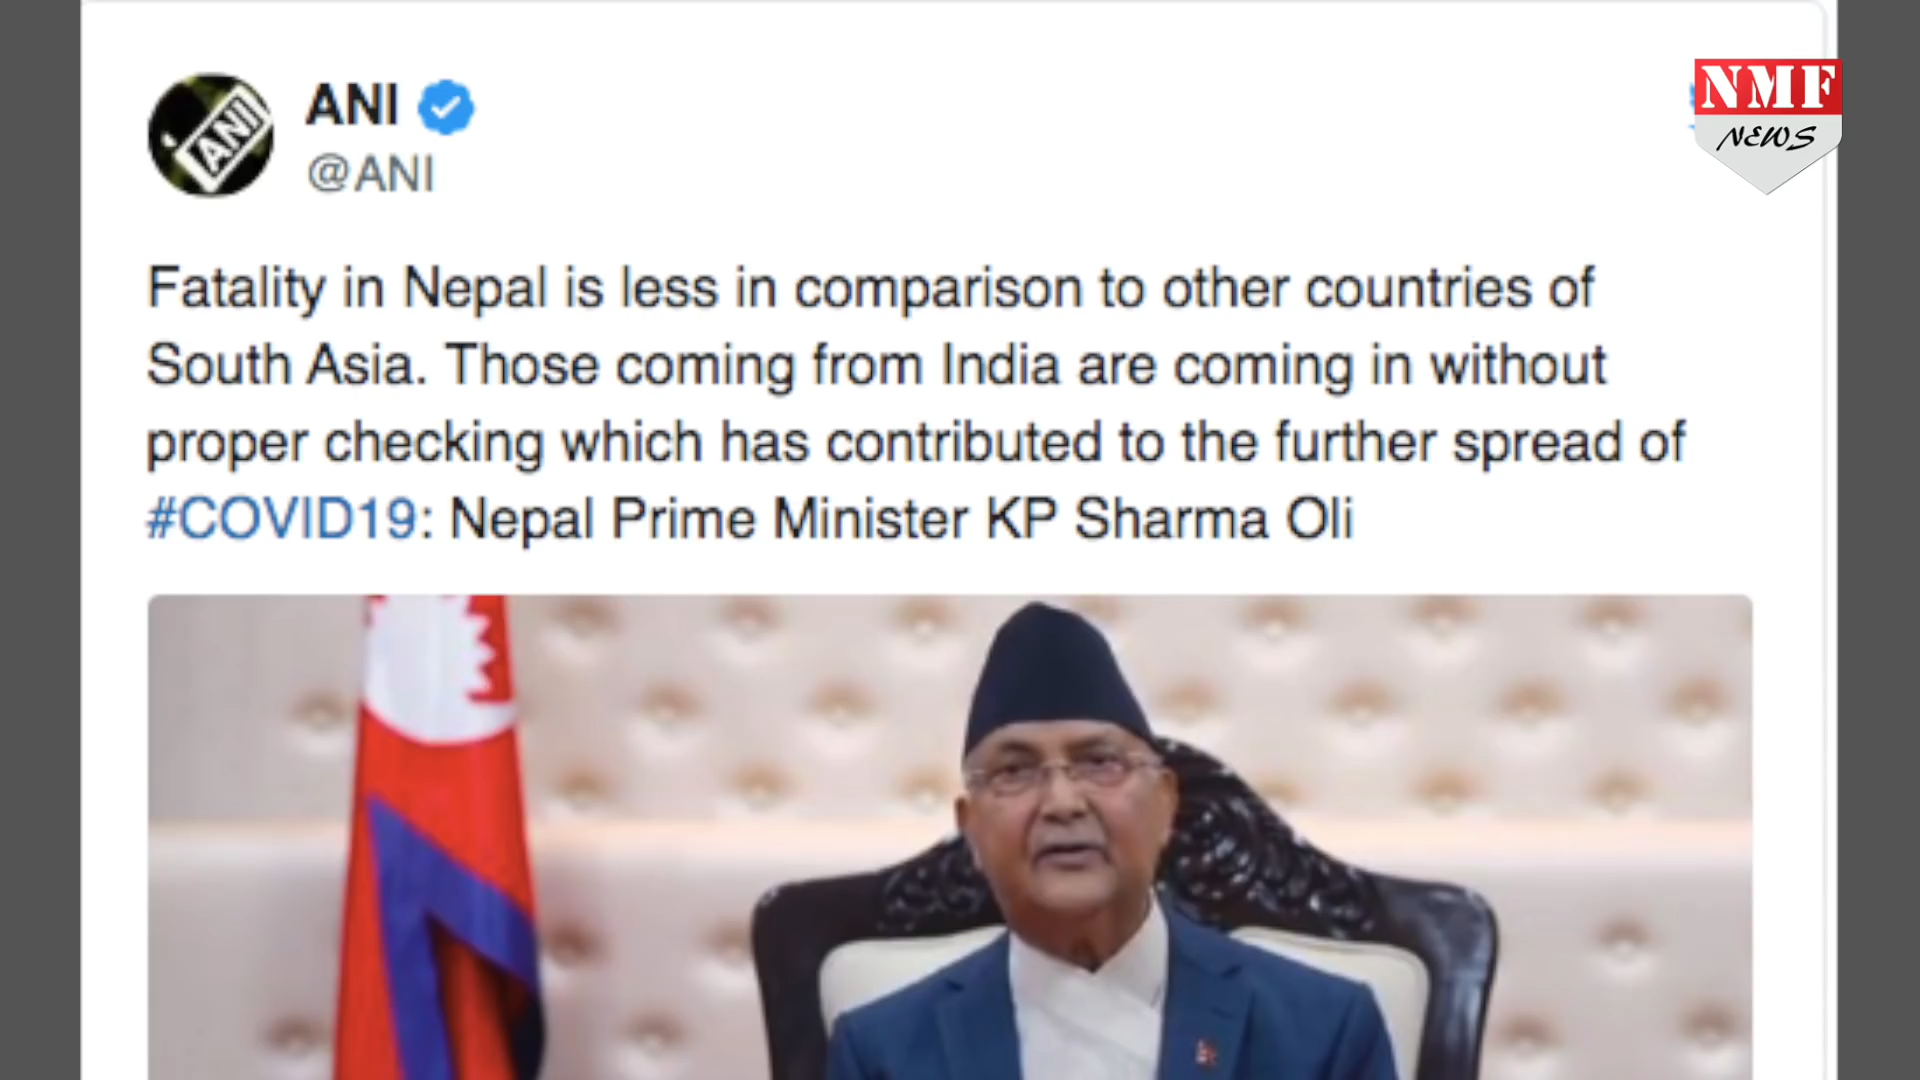 ANI
@ANI
ANI
NMF
NEWS
Fatality in Nepal is less in comparison to other countries of
South Asia. Those coming from India are coming in without
proper checking which has contributed to the further spread of
#COVID19: Nepal Prime Minister KP Sharma Oli